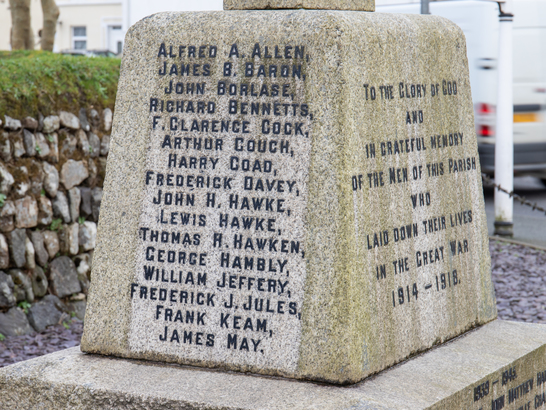 ALFRED A. ALLEN,
JAMES B. BARON,
JOHN BORLASE,
RICHARD BENNETTS,
F. CLARENCE COCK,
ARTHUR COUCH,
HARRY COAD,
FREDERICK DAVEY,
JOHN H. HAWKE,
LEWIS HAWKE,
THOMAS H. HAWKEN,
GEORGE HAMBLY,
WILLIAM JEFFERY,
FREDERICK J. JULES,
FRANK KEAM,
JAMES MAY,
TO THE GLORY OF GOD
AND
IN GRATEFUL MEMORY
OF THE MEN OF THIS PARISH
WHO
LAID DOWN THEIR LIVES
IN THE GREAT WAR
1914 – 1918.
1939 – 1945
MATTHEW